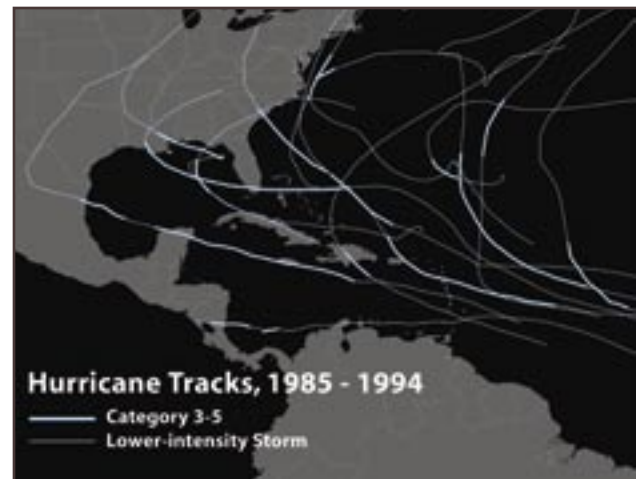 Hurricane Tracks, 1985 - 1994
Category 3-5
Lower-intensity Storm